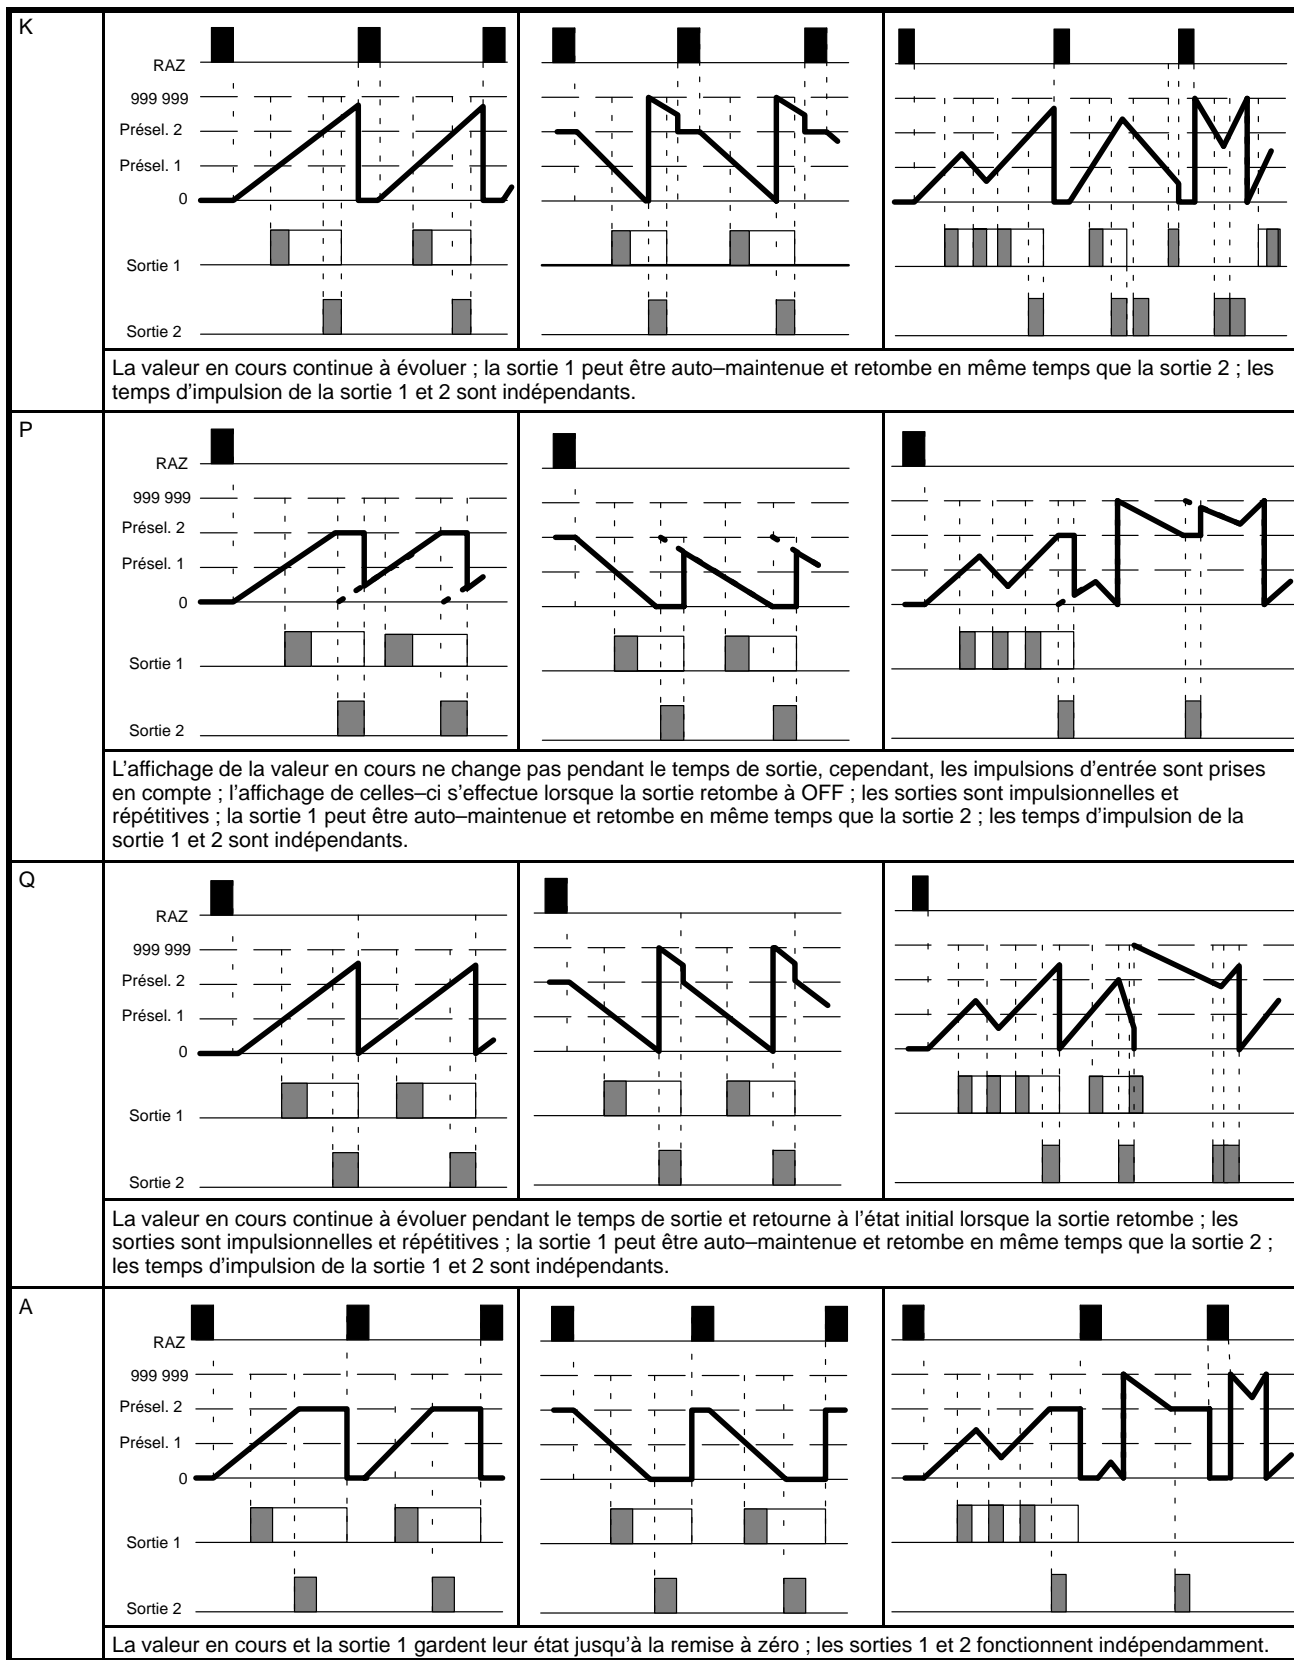 K
RAZ
999 999
Présel. 2
Présel. 1
0
Sortie 1
Sortie 2
La valeur en cours continue à évoluer ; la sortie 1 peut être auto–maintenue et retombe en même temps que la sortie 2 ; les
temps d'impulsion de la sortie 1 et 2 sont indépendants.
P
RAZ
999 999
Présel. 2
Présel. 1
0
Sortie 1
Sortie 2
L'affichage de la valeur en cours ne change pas pendant le temps de sortie, cependant, les impulsions d'entrée sont prises
en compte ; l'affichage de celles–ci s'effectue lorsque la sortie retombe à OFF ; les sorties sont impulsionnelles et
répétitives ; la sortie 1 peut être auto–maintenue et retombe en même temps que la sortie 2 ; les temps d'impulsion de la
sortie 1 et 2 sont indépendants.
Q
RAZ
999 999
Présel. 2
Présel. 1
0
Sortie 1
Sortie 2
La valeur en cours continue à évoluer pendant le temps de sortie et retourne à l'état initial lorsque la sortie retombe ; les
sorties sont impulsionnelles et répétitives ; la sortie 1 peut être auto–maintenue et retombe en même temps que la sortie 2 ;
les temps d'impulsion de la sortie 1 et 2 sont indépendants.
A
RAZ
999 999
Présel. 2
Présel. 1
0
Sortie 1
Sortie 2
La valeur en cours et la sortie 1 gardent leur état jusqu'à la remise à zéro ; les sorties 1 et 2 fonctionnent indépendamment.